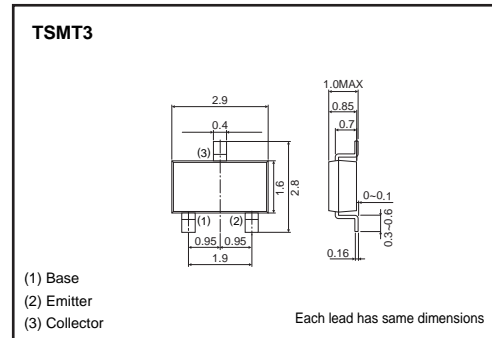 TSMT3
1.0MAX
2.9
0.85
0.4
0.7
(3)
1.6
2.8
0~0.1
(1)
(2)
0.3~0.6
0.95
0.95
0.16
1.9
(1) Base
(2) Emitter
(3) Collector
Each lead has same dimensions